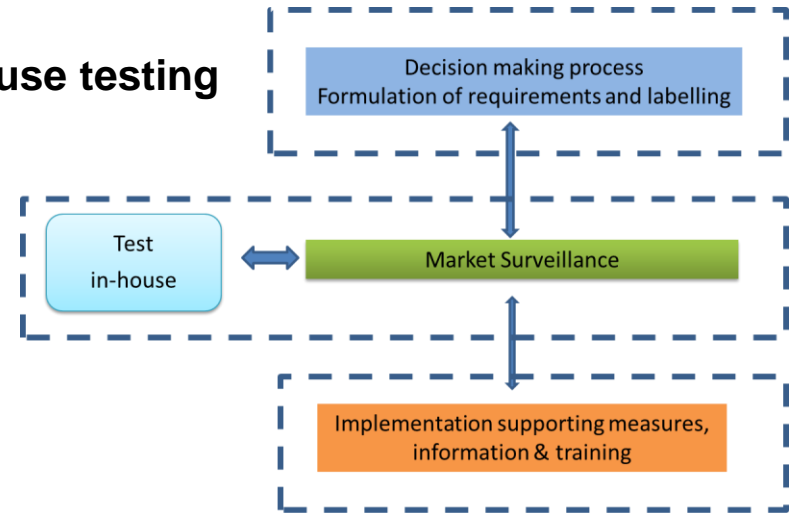 use testing
Decision making process
Formulation of requirements and labelling
Test
in-house
Market Surveillance
Implementation supporting measures,
information & training